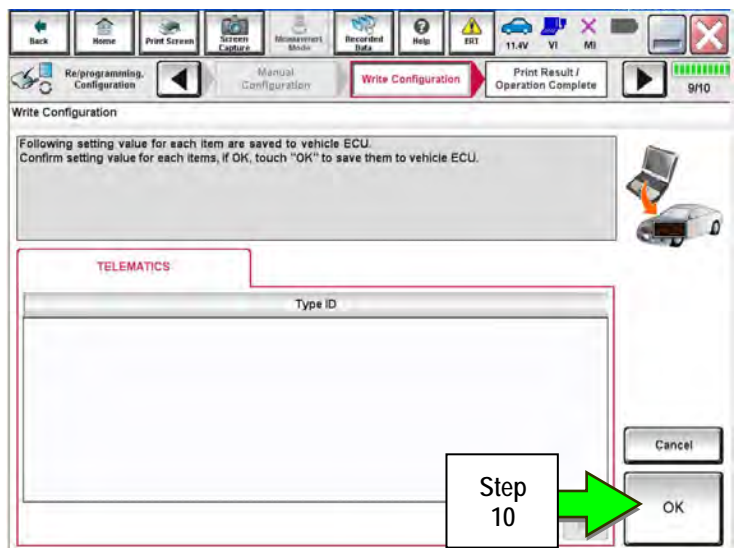 Back
Home
Print Screen
Screen
Capture
Measurement
Mode
Recorded
Data
Help
ERT
11.4V
VI
MI
Re/programming,
Configuration
Manual
Configuration
Write Configuration
Print Result /
Operation Complete
9/10
Write Configuration
Following setting value for each item are saved to vehicle ECU.
Confirm setting value for each items, if OK, touch "OK" to save them to vehicle ECU.
TELEMATICS
Type ID
Cancel
Step
10
OK